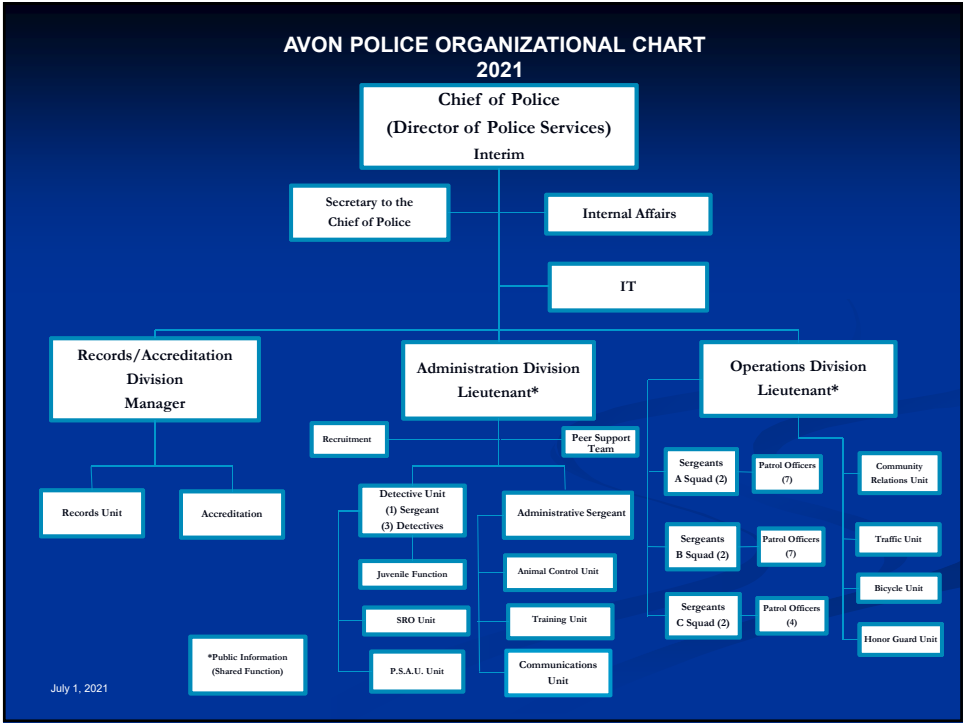 AVON POLICE ORGANIZATIONAL CHART
2021
Chief of Police
(Director of Police Services)
Interim
Secretary to the
Chief of Police
Internal Affairs
IT
Records/Accreditation
Division
Manager
Administration Division
Lieutenant*
Operations Division
Lieutenant*
Recruitment
Peer Support
Team
Records Unit
Accreditation
Detective Unit
(1) Sergeant
(3) Detectives
Administrative Sergeant
Juvenile Function
Animal Control Unit
SRO Unit
Training Unit
P.S.A.U. Unit
Communications
Unit
Sergeants
A Squad (2)
Patrol Officers
(7)
Community
Relations Unit
Sergeants
B Squad (2)
Patrol Officers
(7)
Traffic Unit
Bicycle Unit
Sergeants
C Squad (2)
Patrol Officers
(4)
Honor Guard Unit
*Public Information
(Shared Function)
July 1, 2021